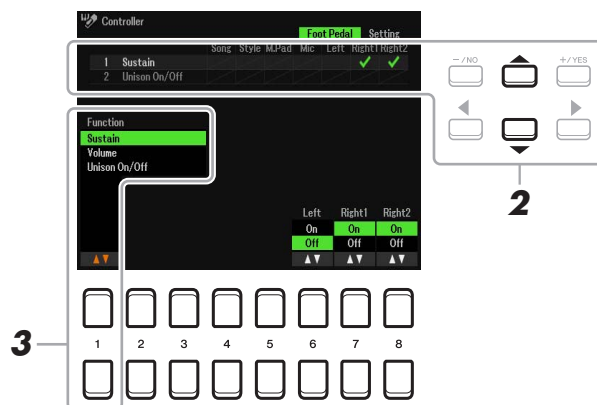 Controller
Foot Pedal Setting
Song Style M.Pad Mic Left Right1 Right2
1 Sustain
2 Unison On/Off
-/NO
+/YES
2
Function
Sustain
Volume
Unison On/Off
Left Right1 Right2
On On On
Off Off Off
3
1 2 3 4 5 6 7 8